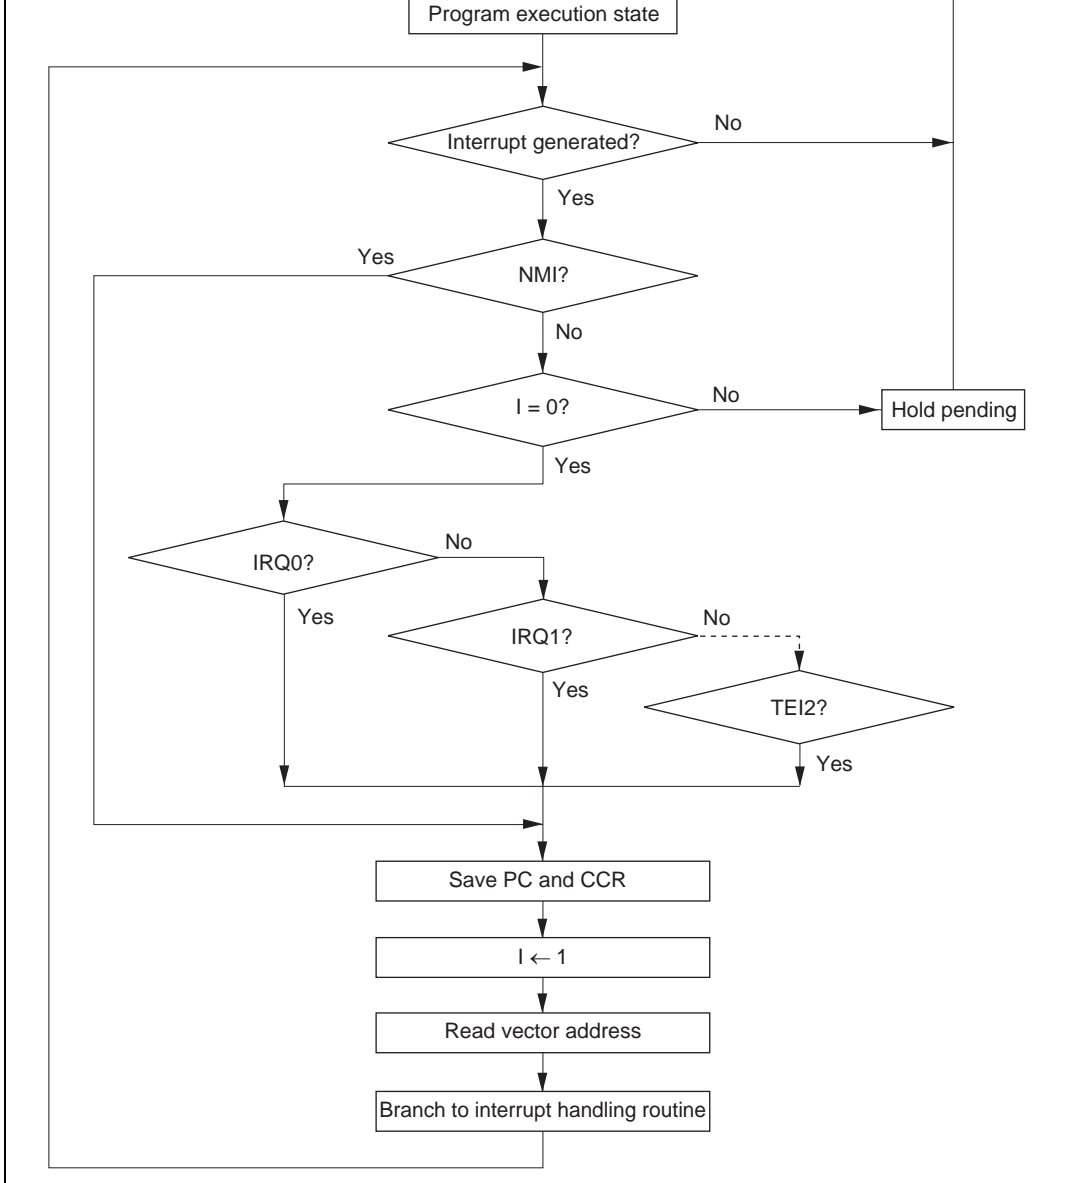 Program execution state
Interrupt generated?
No
Yes
Yes
NMI?
No
I = 0?
No
Hold pending
Yes
IRQ0?
No
Yes
IRQ1?
No
Yes
TEI2?
Yes
Save PC and CCR
I ← 1
Read vector address
Branch to interrupt handling routine